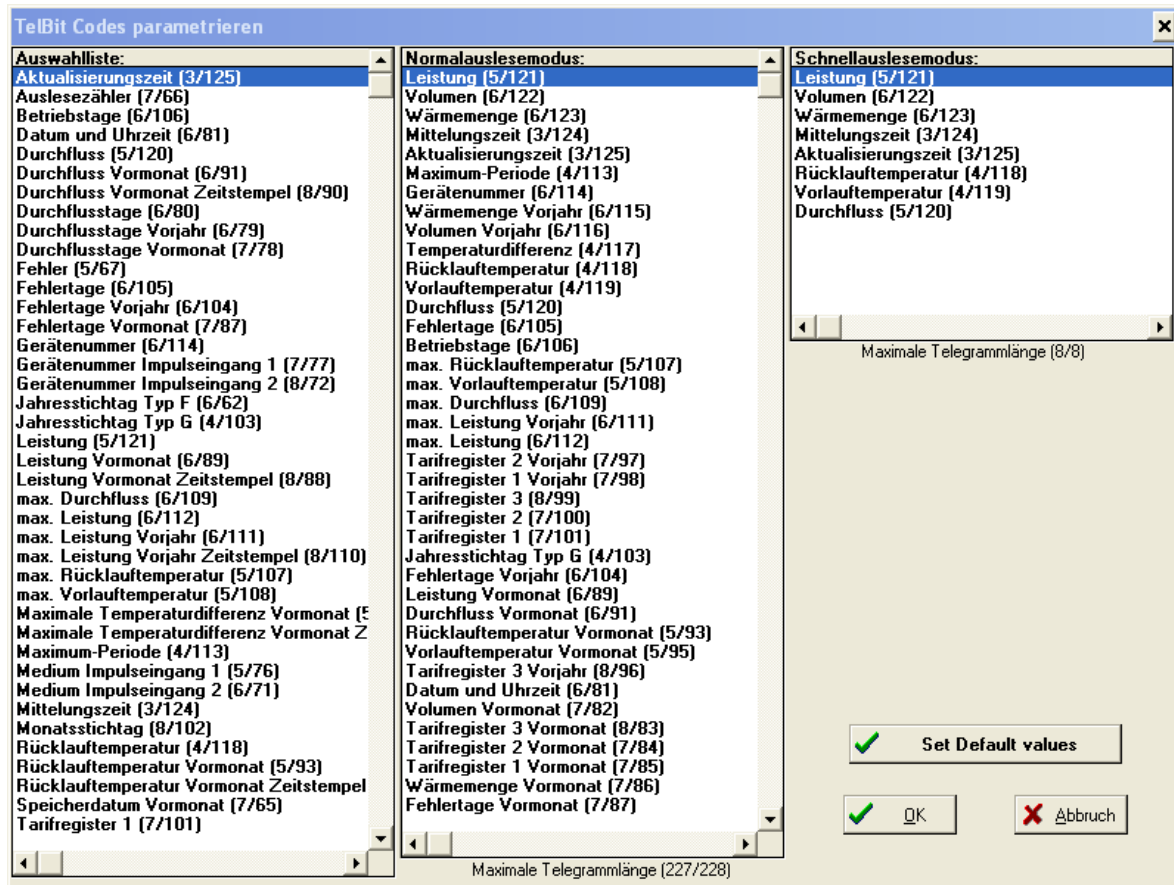 TelBit Codes parametrieren
Auswahlliste:
Aktualisierungszeit (3/125)
Auslesezähler (7/66)
Betriebstage (6/106)
Datum und Uhrzeit (6/81)
Durchfluss (5/120)
Durchfluss Vormonat (6/91)
Durchfluss Vormonat Zeitstempel (8/90)
Durchflusstage (6/80)
Durchflusstage Vorjahr (6/79)
Durchflusstage Vormonat (7/78)
Fehler (5/67)
Fehlertage (6/105)
Fehlertage Vorjahr (6/104)
Fehlertage Vormonat (7/87)
Gerätenummer (6/114)
Gerätenummer Impulseingang 1 (7/77)
Gerätenummer Impulseingang 2 (8/72)
Jahresstichtag Typ F (6/62)
Jahresstichtag Typ G (4/103)
Leistung (5/121)
Leistung Vormonat (6/89)
Leistung Vormonat Zeitstempel (8/88)
max. Durchfluss (6/109)
max. Leistung (6/112)
max. Leistung Vorjahr (6/111)
max. Leistung Vorjahr Zeitstempel (8/110)
max. Rücklauftemperatur (5/107)
max. Vorlauftemperatur (5/108)
Maximale Temperaturdifferenz Vormonat (5
Maximale Temperaturdifferenz Vormonat Z
Maximum-Periode (4/113)
Medium Impulseingang 1 (5/76)
Medium Impulseingang 2 (6/71)
Mittelungszeit (3/124)
Monatsstichtag (8/102)
Rücklauftemperatur (4/118)
Rücklauftemperatur Vormonat (5/93)
Rücklauftemperatur Vormonat Zeitstempel
Speicherdatum Vormonat (7/65)
Tarifregister 1 (7/101)
Normalauslesemodus:
Leistung (5/121)
Volumen (6/122)
Wärmemenge (6/123)
Mittelungszeit (3/124)
Aktualisierungszeit (3/125)
Maximum-Periode (4/113)
Gerätenummer (6/114)
Wärmemenge Vorjahr (6/115)
Volumen Vorjahr (6/116)
Temperaturdifferenz (4/117)
Rücklauftemperatur (4/118)
Vorlauftemperatur (4/119)
Durchfluss (5/120)
Fehlertage (6/105)
Betriebstage (6/106)
max. Rücklauftemperatur (5/107)
max. Vorlauftemperatur (5/108)
max. Durchfluss (6/109)
max. Leistung Vorjahr (6/111)
max. Leistung (6/112)
Tarifregister 2 Vorjahr (7/97)
Tarifregister 1 Vorjahr (7/98)
Tarifregister 3 (8/99)
Tarifregister 2 (7/100)
Tarifregister 1 (7/101)
Jahresstichtag Typ G (4/103)
Fehlertage Vorjahr (6/104)
Leistung Vormonat (6/89)
Durchfluss Vormonat (6/91)
Rücklauftemperatur Vormonat (5/93)
Vorlauftemperatur Vormonat (5/95)
Tarifregister 3 Vorjahr (8/96)
Datum und Uhrzeit (6/81)
Volumen Vormonat (7/82)
Tarifregister 3 Vormonat (8/83)
Tarifregister 2 Vormonat (7/84)
Tarifregister 1 Vormonat (7/85)
Wärmemenge Vormonat (7/86)
Fehlertage Vormonat (7/87)
Maximale Telegrammlänge (227/228)
Schnellauslesemodus:
Leistung (5/121)
Volumen (6/122)
Wärmemenge (6/123)
Mittelungszeit (3/124)
Aktualisierungszeit (3/125)
Rücklauftemperatur (4/118)
Vorlauftemperatur (4/119)
Durchfluss (5/120)
Maximale Telegrammlänge (8/8)
Set Default values
OK
Abbruch